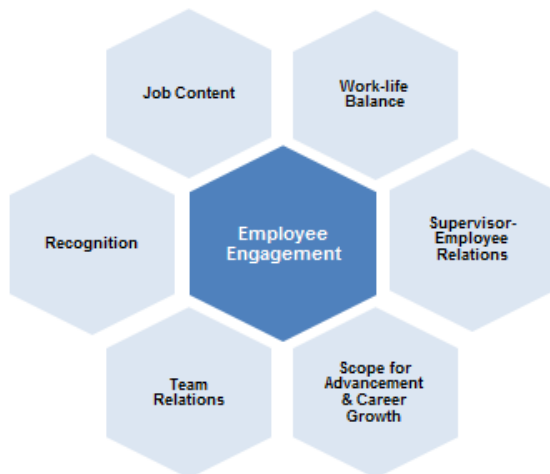 Job Content
Work-life
Balance
Recognition
Employee
Engagement
Supervisor-
Employee
Relations
Team
Relations
Scope for
Advancement
& Career
Growth